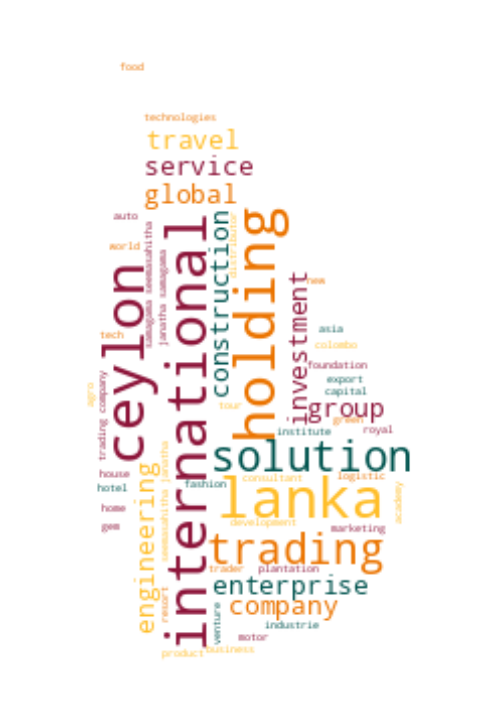 food
technologies
travel
service
global
auto
world
ceylon
samagama seemasahitha
janatha samagama
international
construction
distributor
holding
investment
new
asia
colombo
tech
foundation
export
capital
agro
trading company
tour
group
green
institute
royal
solution
house
hotel
engineering
seemasahitha janatha
fashion
consultant
logistic
lanka
academy
home
gem
development
marketing
trading
trader
plantation
enterprise
resort
venture
company
industrie
motor
product
business